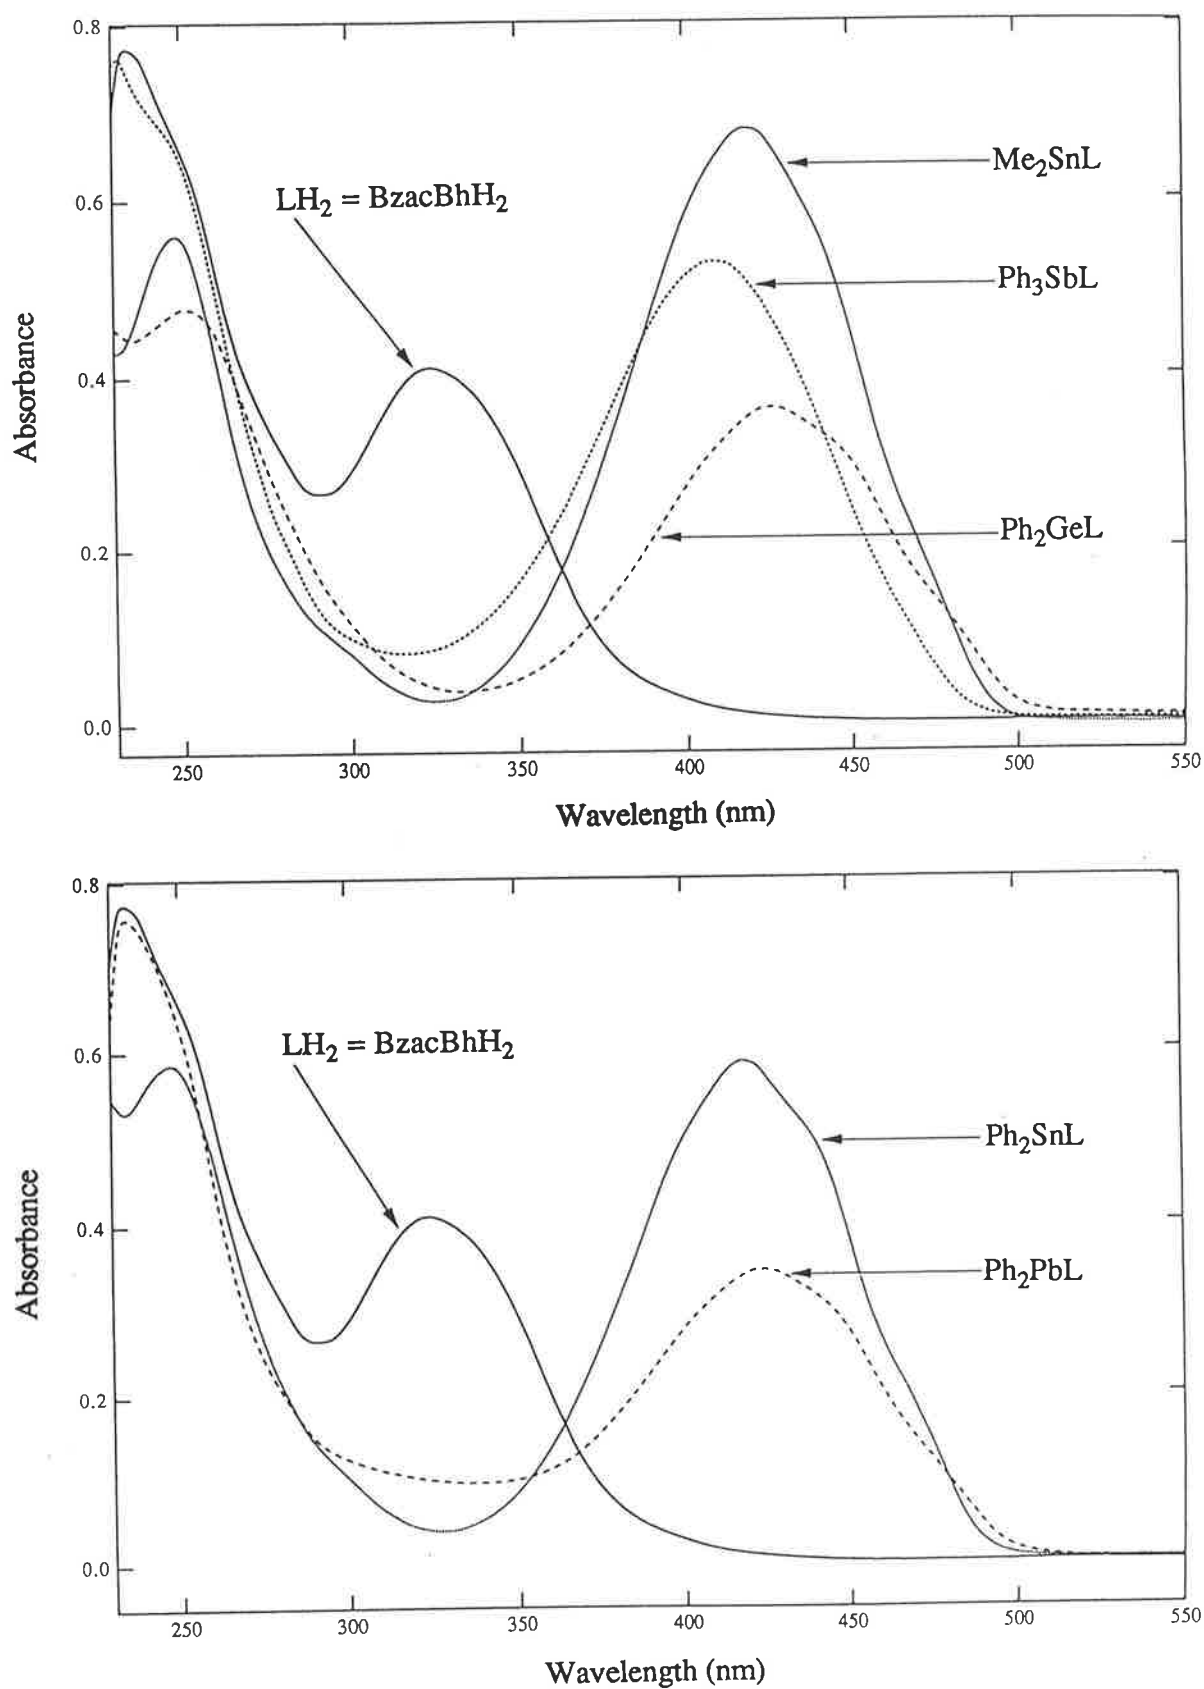 0.8
Me₂SnL
LH₂ = BzacBhH₂
0.6
Ph₃SbL
Absorbance
0.4
Ph₂GeL
0.2
0.0
250 300 350 400 450 500 550
Wavelength (nm)
0.8
LH₂ = BzacBhH₂
0.6
Ph₂SnL
Absorbance
0.4
Ph₂PbL
0.2
0.0
250 300 350 400 450 500 550
Wavelength (nm)